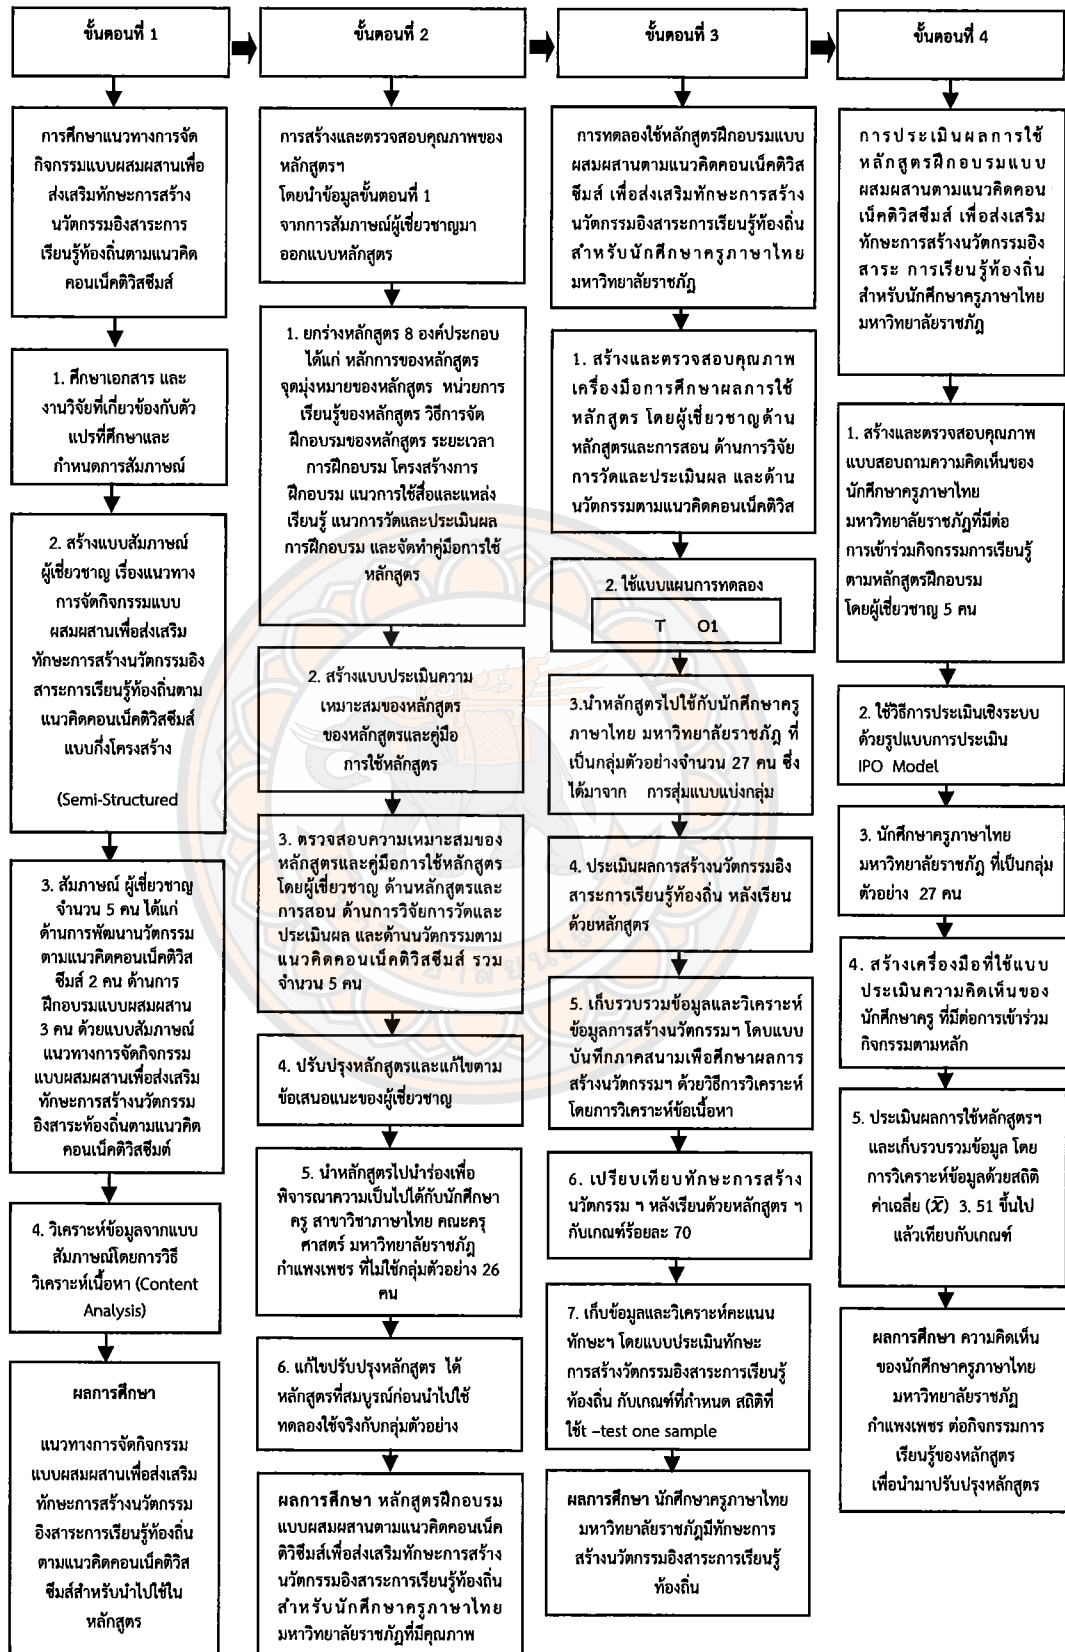 ขั้นตอนที่ 1
การศึกษาแนวทางการจัด
กิจกรรมแบบผสมผสานเพื่อ
ส่งเสริมทักษะการสร้าง
นวัตกรรมอิงสาระการ
เรียนรู้ท้องถิ่นตามแนวคิด
คอนเน็คติวิสซึมส์
1. ศึกษาเอกสาร และ
งานวิจัยที่เกี่ยวข้องกับตัว
แปรที่ศึกษาและ
กำหนดการสัมภาษณ์
2. สร้างแบบสัมภาษณ์
ผู้เชี่ยวชาญ เรื่องแนวทาง
การจัดกิจกรรมแบบ
ผสมผสานเพื่อส่งเสริม
ทักษะการสร้างนวัตกรรมอิง
สาระการเรียนรู้ท้องถิ่นตาม
แนวคิดคอนเน็คติวิสซึมส์
แบบกึ่งโครงสร้าง
(Semi-Structured
3. สัมภาษณ์ ผู้เชี่ยวชาญ
จำนวน 5 คน ได้แก่
ด้านการพัฒนานวัตกรรม
ตามแนวคิดคอนเน็คติวิส
ซึมส์ 2 คน ด้านการ
ฝึกอบรมแบบผสมผสาน
3 คน ด้วยแบบสัมภาษณ์
แนวทางการจัดกิจกรรม
แบบผสมผสานเพื่อส่งเสริม
ทักษะการสร้างนวัตกรรม
อิงสาระท้องถิ่นตามแนวคิด
คอนเน็คติวิสซึมต์
4. วิเคราะห์ข้อมูลจากแบบ
สัมภาษณ์โดยการวิธี
วิเคราะห์เนื้อหา (Content
Analysis)
ผลการศึกษา
แนวทางการจัดกิจกรรม
แบบผสมผสานเพื่อส่งเสริม
ทักษะการสร้างนวัตกรรม
อิงสาระการเรียนรู้ท้องถิ่น
ตามแนวคิดคอนเน็คติวิส
ซึมส์สำหรับนำไปใช้ใน
หลักสูตร
ขั้นตอนที่ 2
การสร้างและตรวจสอบคุณภาพของ
หลักสูตรฯ
โดยนำข้อมูลขั้นตอนที่ 1
จากการสัมภาษณ์ผู้เชี่ยวชาญมา
ออกแบบหลักสูตร
1. ยกร่างหลักสูตร 8 องค์ประกอบ
ได้แก่ หลักการของหลักสูตร
จุดมุ่งหมายของหลักสูตร หน่วยการ
เรียนรู้ของหลักสูตร วิธีการจัด
ฝึกอบรมของหลักสูตร ระยะเวลา
การฝึกอบรม โครงสร้างการ
ฝึกอบรม แนวการใช้สื่อและแหล่ง
เรียนรู้ แนวการวัดและประเมินผล
การฝึกอบรม และจัดทำคู่มือการใช้
หลักสูตร
2. สร้างแบบประเมินความ
เหมาะสมของหลักสูตร
ของหลักสูตรและคู่มือ
การใช้หลักสูตร
3. ตรวจสอบความเหมาะสมของ
หลักสูตรและคู่มือการใช้หลักสูตร
โดยผู้เชี่ยวชาญ ด้านหลักสูตรและ
การสอน ด้านการวิจัยการวัดและ
ประเมินผล และด้านนวัตกรรมตาม
แนวคิดคอนเน็คติวิสซึมส์ รวม
จำนวน 5 คน
4. ปรับปรุงหลักสูตรและแก้ไขตาม
ข้อเสนอแนะของผู้เชี่ยวชาญ
5. นำหลักสูตรไปนำร่องเพื่อ
พิจารณาความเป็นไปได้กับนักศึกษา
ครู สาขาวิชาภาษาไทย คณะครุ
ศาสตร์ มหาวิทยาลัยราชภัฏ
กำแพงเพชร ที่ไม่ใช้กลุ่มตัวอย่าง 26
คน
6. แก้ไขปรับปรุงหลักสูตร ได้
หลักสูตรที่สมบูรณ์ก่อนนำไปใช้
ทดลองใช้จริงกับกลุ่มตัวอย่าง
ผลการศึกษา หลักสูตรฝึกอบรม
แบบผสมผสานตามแนวคิดคอนเน็ค
ติวิซึมส์เพื่อส่งเสริมทักษะการสร้าง
นวัตกรรมอิงสาระการเรียนรู้ท้องถิ่น
สำหรับนักศึกษาครูภาษาไทย
มหาวิทยาลัยราชภัฏที่มีคุณภาพ
ขั้นตอนที่ 3
การทดลองใช้หลักสูตรฝึกอบรมแบบ
ผสมผสานตามแนวคิดคอนเน็คติวิส
ซึมส์ เพื่อส่งเสริมทักษะการสร้าง
นวัตกรรมอิงสาระการเรียนรู้ท้องถิ่น
สำหรับนักศึกษาครูภาษาไทย
มหาวิทยาลัยราชภัฏ
1. สร้างและตรวจสอบคุณภาพ
เครื่องมือการศึกษาผลการใช้
หลักสูตร โดยผู้เชี่ยวชาญด้าน
หลักสูตรและการสอน ด้านการวิจัย
การวัดและประเมินผล และด้าน
นวัตกรรมตามแนวคิดคอนเน็คติวิส
2. ใช้แบบแผนการทดลอง
T O1
3.นำหลักสูตรไปใช้กับนักศึกษาครู
ภาษาไทย มหาวิทยาลัยราชภัฏ ที่
เป็นกลุ่มตัวอย่างจำนวน 27 คน ซึ่ง
ได้มาจาก การสุ่มแบบแบ่งกลุ่ม
4. ประเมินผลการสร้างนวัตกรรมอิง
สาระการเรียนรู้ท้องถิ่น หลังเรียน
ด้วยหลักสูตร
5. เก็บรวบรวมข้อมูลและวิเคราะห์
ข้อมูลการสร้างนวัตกรรมฯ โดบแบบ
บันทึกภาคสนามเพื่อศึกษาผลการ
สร้างนวัตกรรมฯ ด้วยวิธีการวิเคราะห์
โดยการวิเคราะห์ข้อเนื้อหา
6. เปรียบเทียบทักษะการสร้าง
นวัตกรรม ฯ หลังเรียนด้วยหลักสูตร ฯ
กับเกณฑ์ร้อยละ 70
7. เก็บข้อมูลและวิเคราะห์คะแนน
ทักษะฯ โดยแบบประเมินทักษะ
การสร้างวัตกรรมอิงสาระการเรียนรู้
ท้องถิ่น กับเกณฑ์ที่กำหนด สถิติที่
ใช้t –test one sample
ผลการศึกษา นักศึกษาครูภาษาไทย
มหาวิทยาลัยราชภัฏมีทักษะการ
สร้างนวัตกรรมอิงสาระการเรียนรู้
ท้องถิ่น
ขั้นตอนที่ 4
การประเมินผลการใช้
หลักสูตรฝึกอบรมแบบ
ผสมผสานตามแนวคิดคอน
เน็คติวิสซึมส์ เพื่อส่งเสริม
ทักษะการสร้างนวัตกรรมอิง
สาระ การเรียนรู้ท้องถิ่น
สำหรับนักศึกษาครูภาษาไทย
มหาวิทยาลัยราชภัฏ
1. สร้างและตรวจสอบคุณภาพ
แบบสอบถามความคิดเห็นของ
นักศึกษาครูภาษาไทย
มหาวิทยาลัยราชภัฏที่มีต่อ
การเข้าร่วมกิจกรรมการเรียนรู้
ตามหลักสูตรฝึกอบรม
โดยผู้เชี่ยวชาญ 5 คน
2. ใช้วิธีการประเมินเชิงระบบ
ด้วยรูปแบบการประเมิน
IPO Model
3. นักศึกษาครูภาษาไทย
มหาวิทยาลัยราชภัฏ ที่เป็นกลุ่ม
ตัวอย่าง 27 คน
4. สร้างเครื่องมือที่ใช้แบบ
ประเมินความคิดเห็นของ
นักศึกษาครู ที่มีต่อการเข้าร่วม
กิจกรรมตามหลัก
5. ประเมินผลการใช้หลักสูตรฯ
และเก็บรวบรวมข้อมูล โดย
การวิเคราะห์ข้อมูลด้วยสถิติ
ค่าเฉลี่ย (x̄) 3. 51 ขึ้นไป
แล้วเทียบกับเกณฑ์
ผลการศึกษา ความคิดเห็น
ของนักศึกษาครูภาษาไทย
มหาวิทยาลัยราชภัฏ
กำแพงเพชร ต่อกิจกรรมการ
เรียนรู้ของหลักสูตร
เพื่อนำมาปรับปรุงหลักสูตร